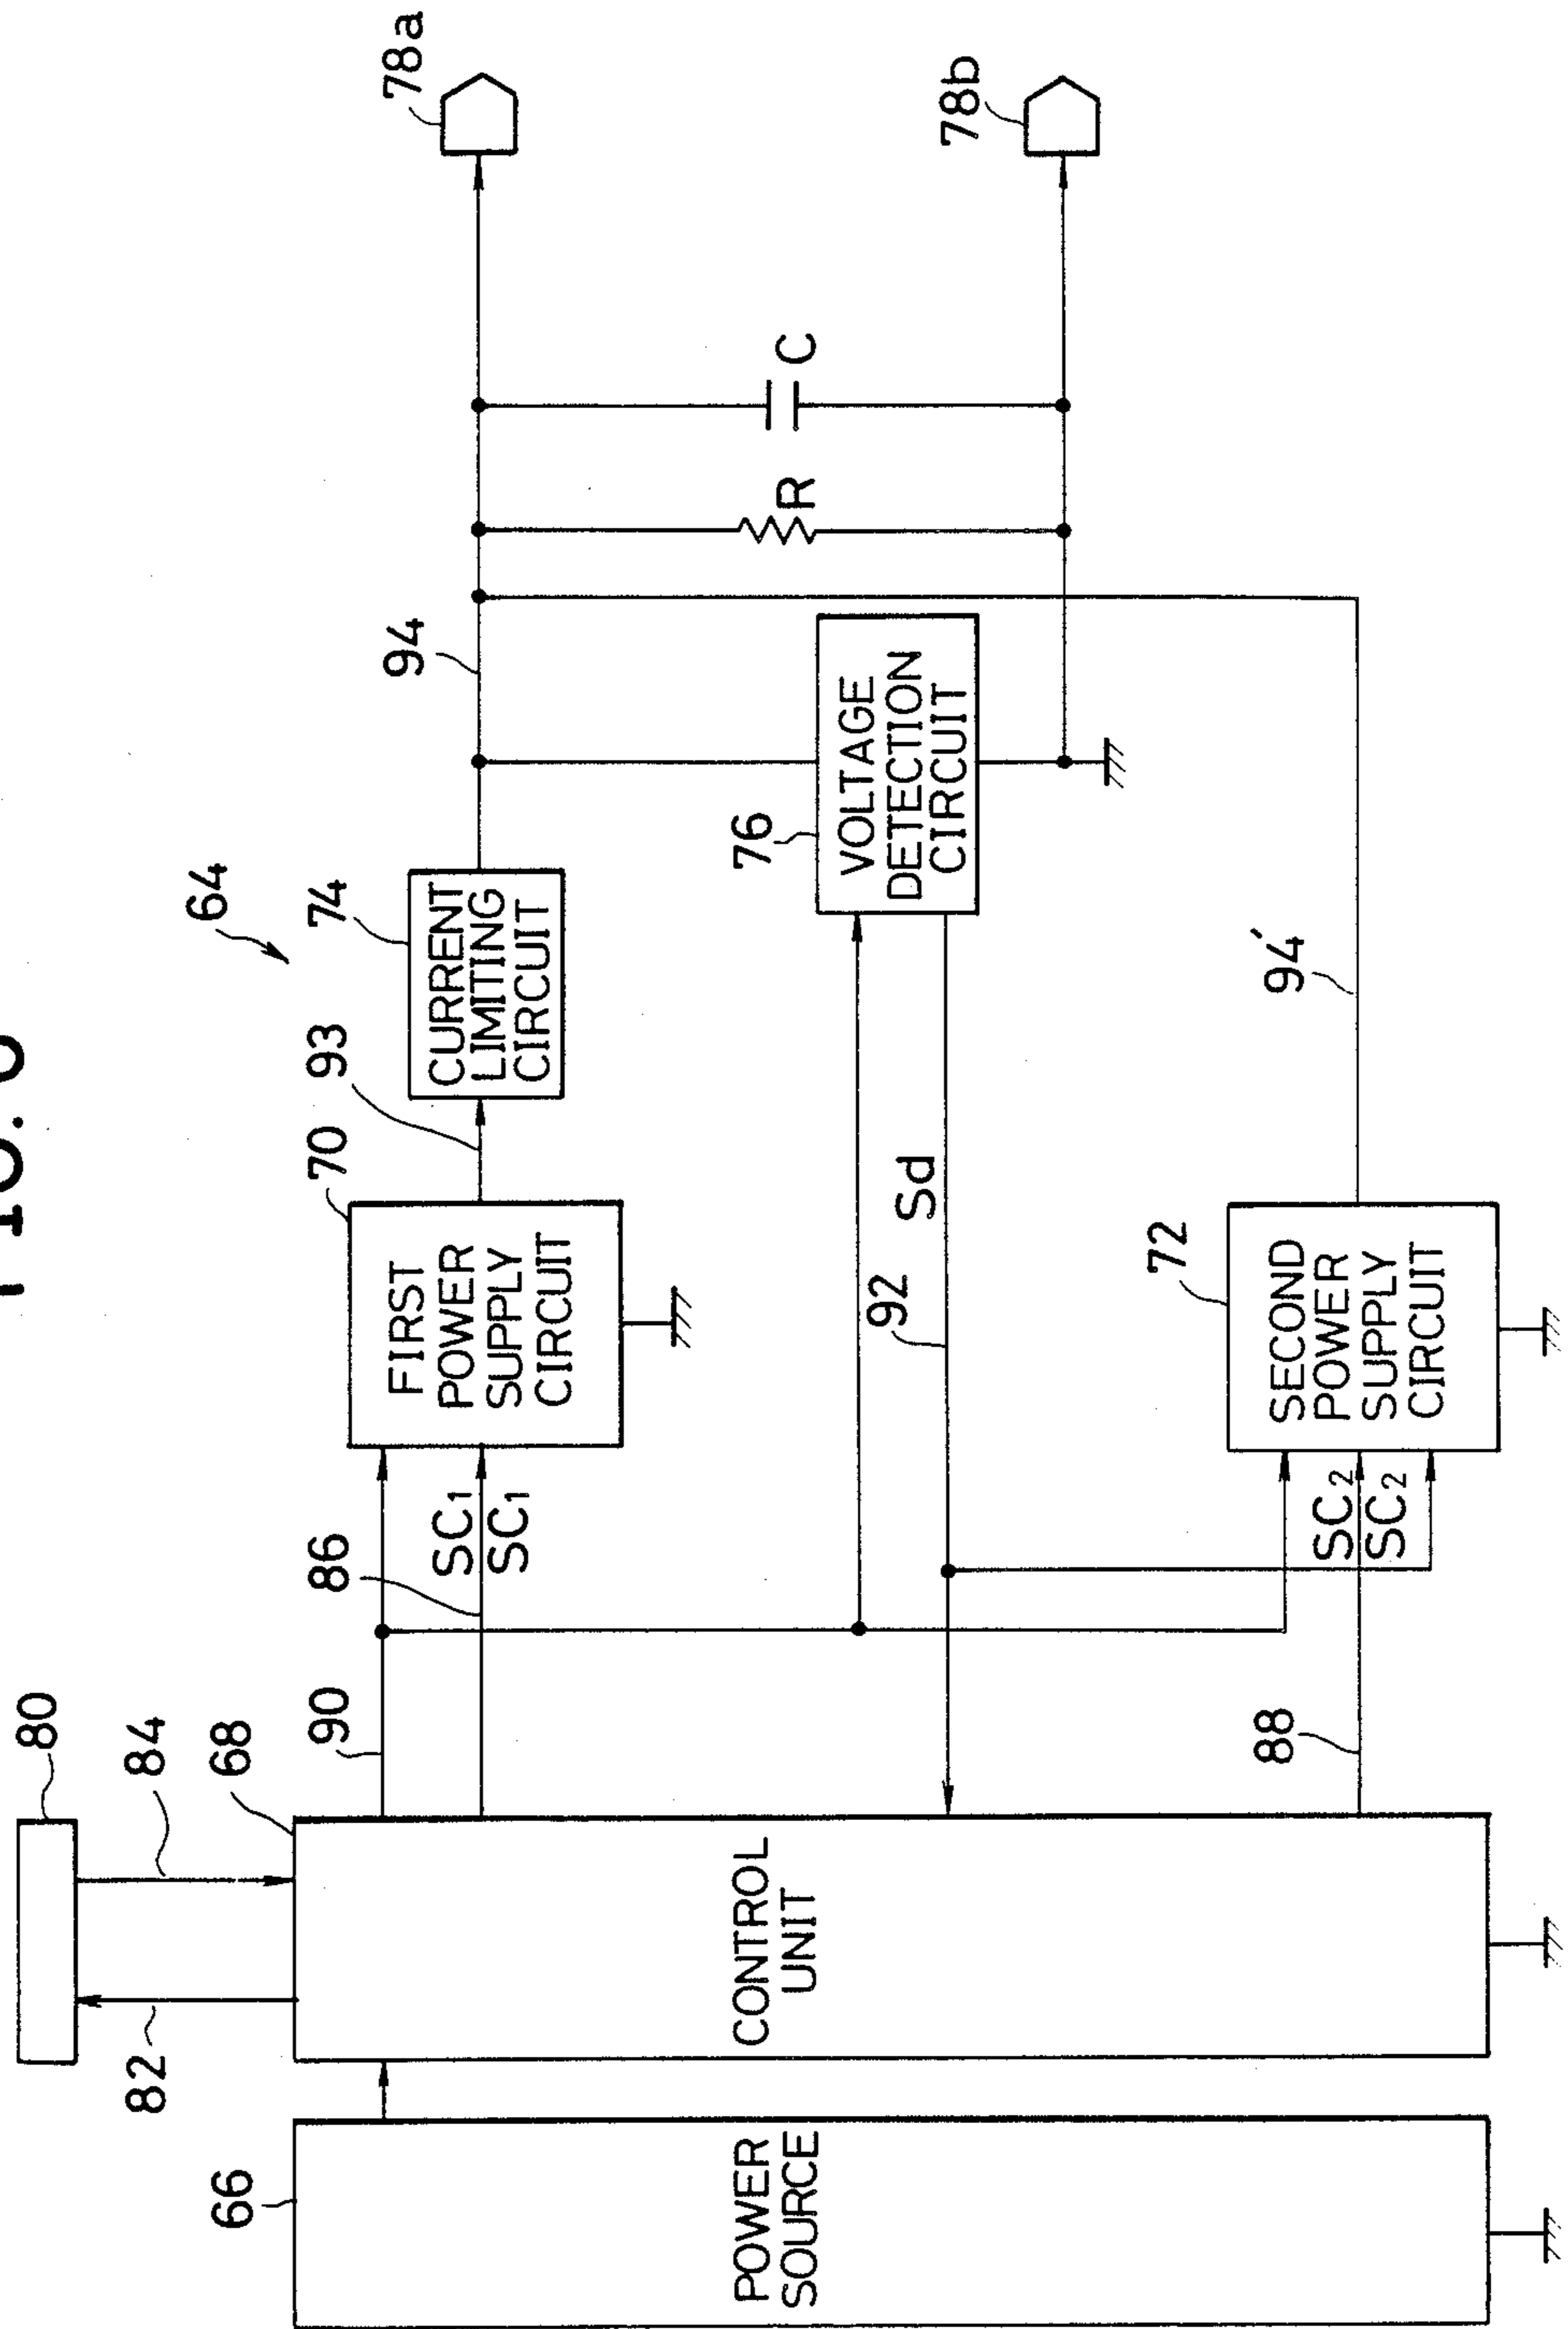 80
84
82
66
68
90
86
SC₁
SC₁
70
93
74
64
94
78a
POWER
SOURCE
CONTROL
UNIT
FIRST
POWER
SUPPLY
CIRCUIT
CURRENT
LIMITING
CIRCUIT
76
VOLTAGE
DETECTION
CIRCUIT
92
Sd
R
C
78b
88
SC₂
SC₂
72
SECOND
POWER
SUPPLY
CIRCUIT
94'